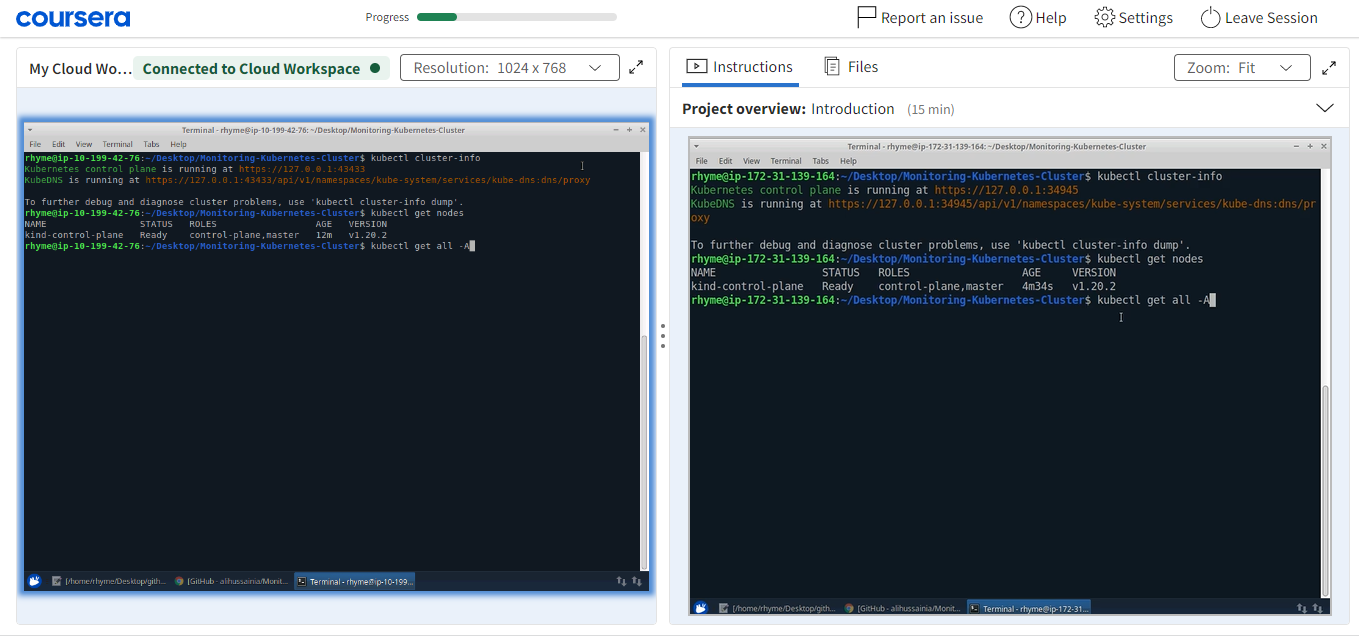 coursera
Progress
Report an issue
Help
Settings
Leave Session
My Cloud Wo...
Connected to Cloud Workspace
Resolution: 1024 x 768
Terminal - rhyme@ip-10-199-42-76: ~/Desktop/Monitoring-Kubernetes-Cluster
File Edit View Terminal Tabs Help
rhyme@ip-10-199-42-76:~/Desktop/Monitoring-Kubernetes-Cluster$ kubectl cluster-info
Kubernetes control plane is running at https://127.0.0.1:43433
KubeDNS is running at https://127.0.0.1:43433/api/v1/namespaces/kube-system/services/kube-dns:dns/proxy
To further debug and diagnose cluster problems, use 'kubectl cluster-info dump'.
rhyme@ip-10-199-42-76:~/Desktop/Monitoring-Kubernetes-Cluster$ kubectl get nodes
NAME STATUS ROLES AGE VERSION
kind-control-plane Ready control-plane,master 12m v1.20.2
rhyme@ip-10-199-42-76:~/Desktop/Monitoring-Kubernetes-Cluster$ kubectl get all -A
[/home/rhyme/Desktop/gith...
[GitHub - alihussainia/Monit...
Terminal - rhyme@ip-10-199...
Instructions
Files
Zoom: Fit
Project overview: Introduction (15 min)
Terminal - rhyme@ip-172-31-139-164: ~/Desktop/Monitoring-Kubernetes-Cluster
File Edit View Terminal Tabs Help
rhyme@ip-172-31-139-164:~/Desktop/Monitoring-Kubernetes-Cluster$ kubectl cluster-info
Kubernetes control plane is running at https://127.0.0.1:34945
KubeDNS is running at https://127.0.0.1:34945/api/v1/namespaces/kube-system/services/kube-dns:dns/pr
oxy
To further debug and diagnose cluster problems, use 'kubectl cluster-info dump'.
rhyme@ip-172-31-139-164:~/Desktop/Monitoring-Kubernetes-Cluster$ kubectl get nodes
NAME STATUS ROLES AGE VERSION
kind-control-plane Ready control-plane,master 4m34s v1.20.2
rhyme@ip-172-31-139-164:~/Desktop/Monitoring-Kubernetes-Cluster$ kubectl get all -A
[/home/rhyme/Desktop/gith...
[GitHub - alihussainia/Monit...
Terminal - rhyme@ip-172-31...